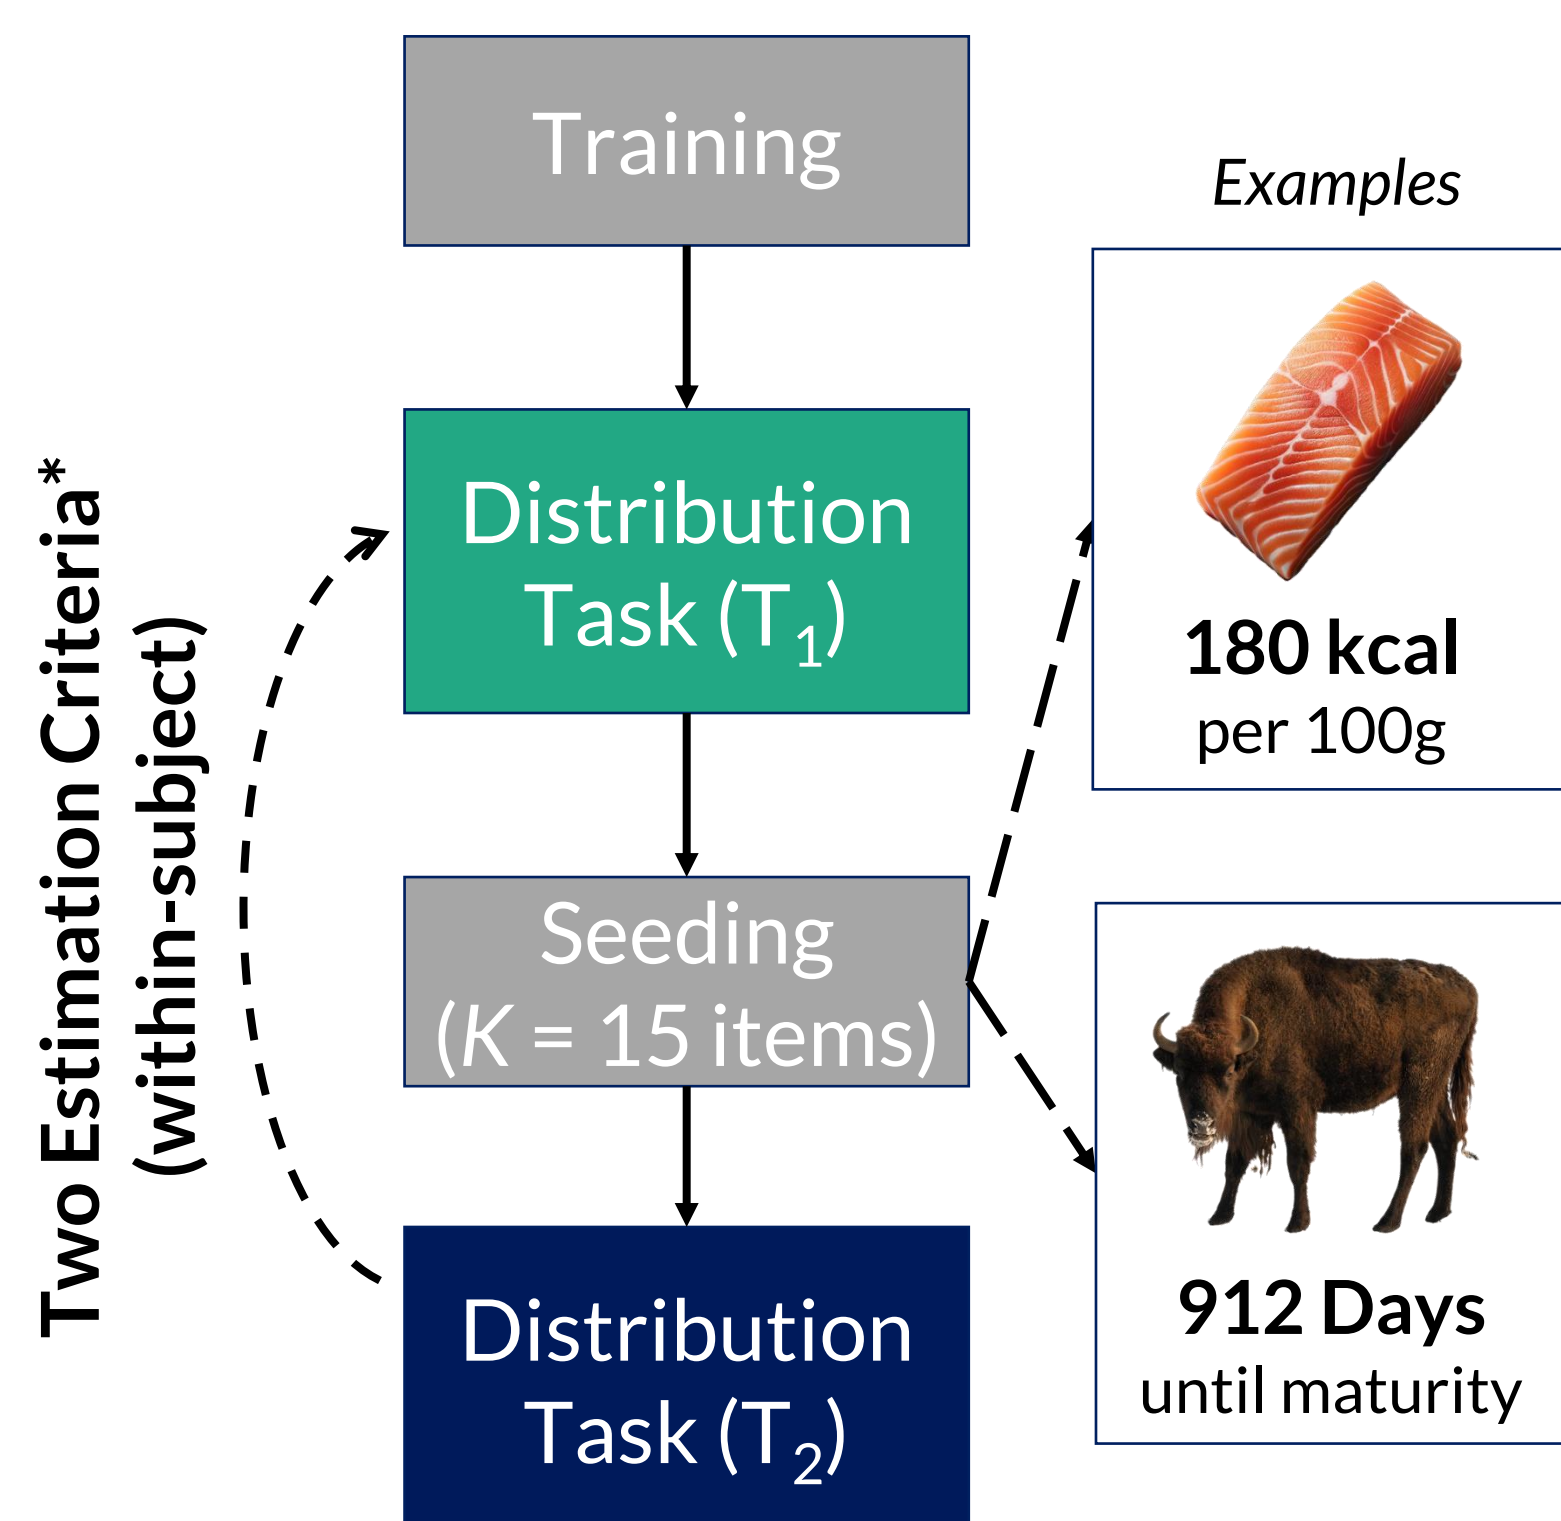 Training
Examples
Distribution
Task (T₁)
180 kcal
per 100g
Two Estimation Criteria*
(within-subject)
Seeding
(K = 15 items)
912 Days
until maturity
Distribution
Task (T₂)